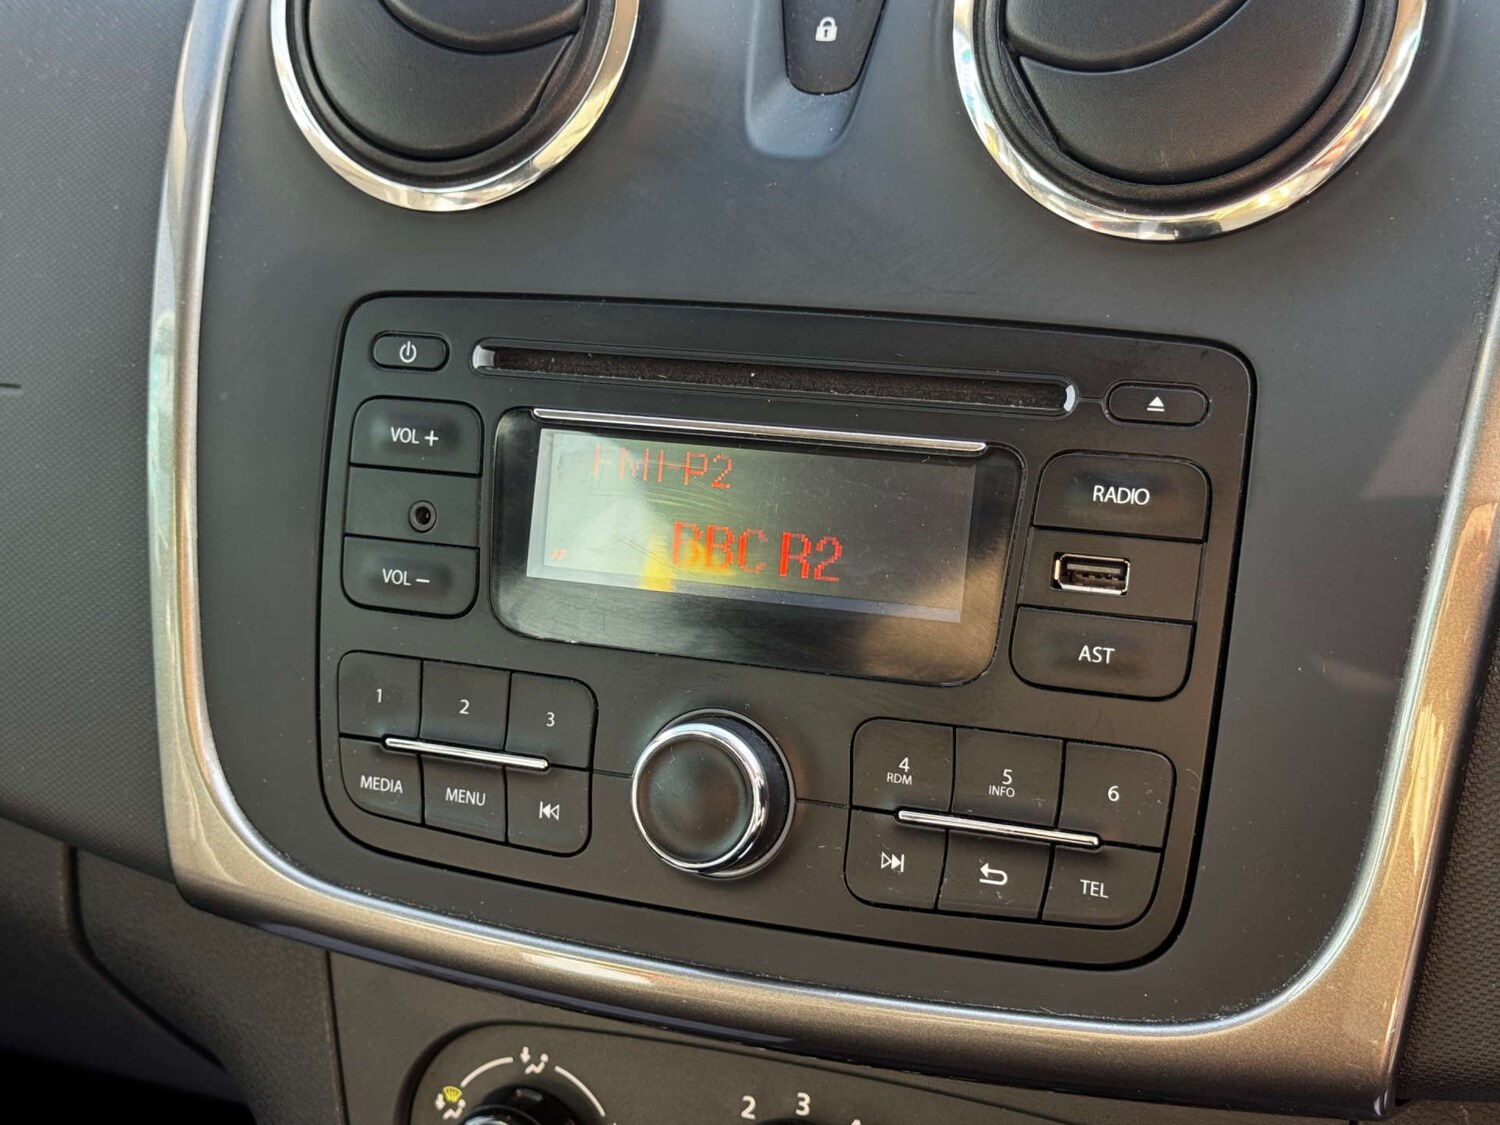 FM1-P2
BBC R2
AF
VOL +
VOL –
RADIO
AST
1
2
3
MEDIA
MENU
4
RDM
5
INFO
6
TEL
2
3